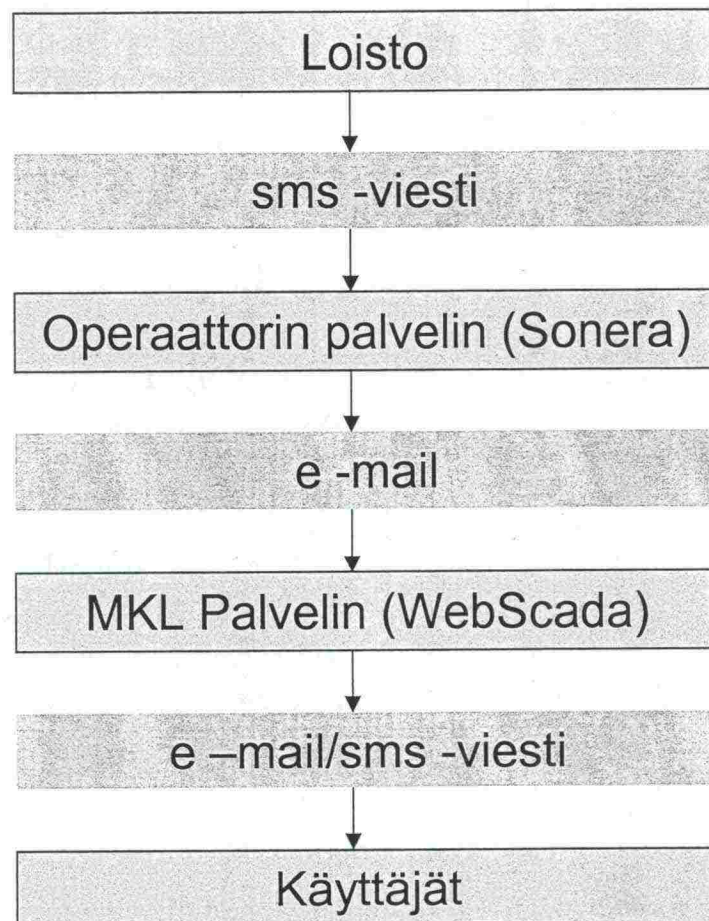 Loisto
sms -viesti
Operaattorin palvelin (Sonera)
e -mail
MKL Palvelin (WebScada)
e –mail/sms -viesti
Käyttäjät